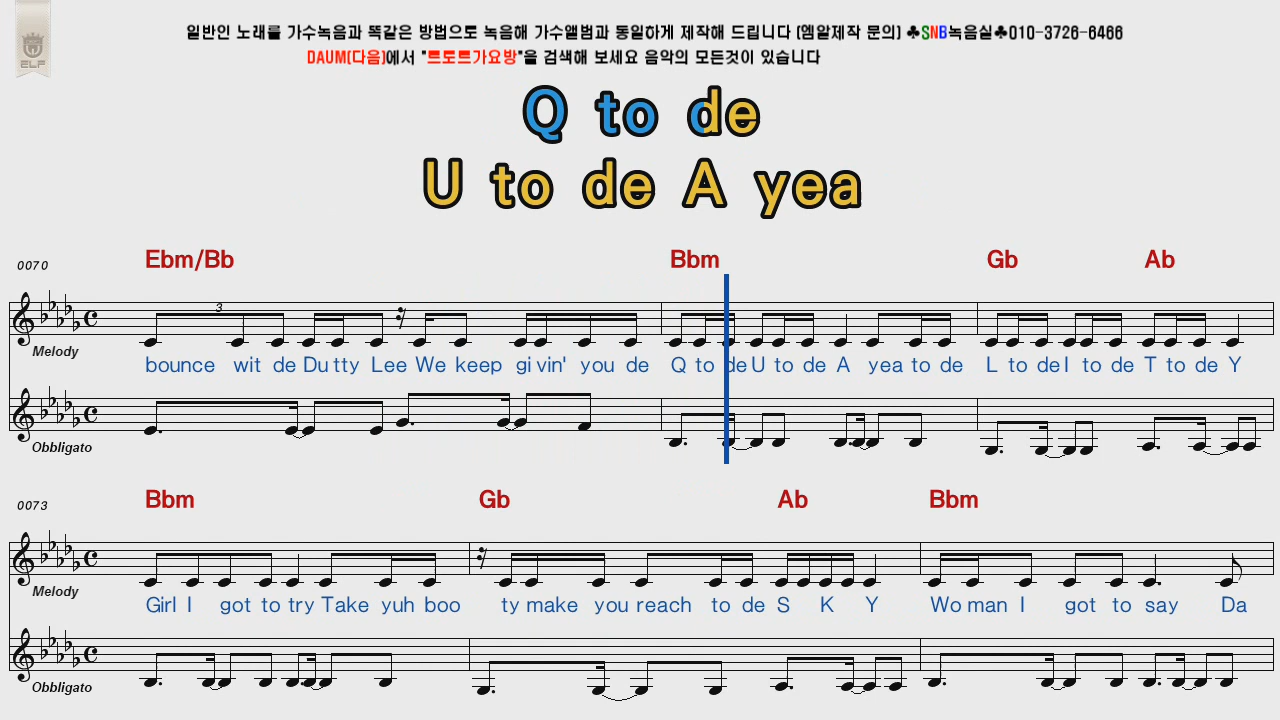 일반인 노래를 가수녹음과 똑같은 방법으로 녹음해 가수앨범과 동일하게 제작해 드립니다 (엠알제작 문의) ♣SNB녹음실♣010-3726-6466
DAUM(다음)에서 "트로트가요방"을 검색해 보세요 음악의 모든것이 있습니다
ELF
Q to de
U to de A yea
0070 Ebm/Bb Bbm Gb Ab
3
Melody
bounce wit de Du tty Lee We keep gi vin' you de Q to de U to de A yea to de L to de I to de T to de Y
Obbligato
0073 Bbm Gb Ab Bbm
Melody
Girl I got to try Take yuh boo ty make you reach to de S K Y Wo man I got to say Da
Obbligato